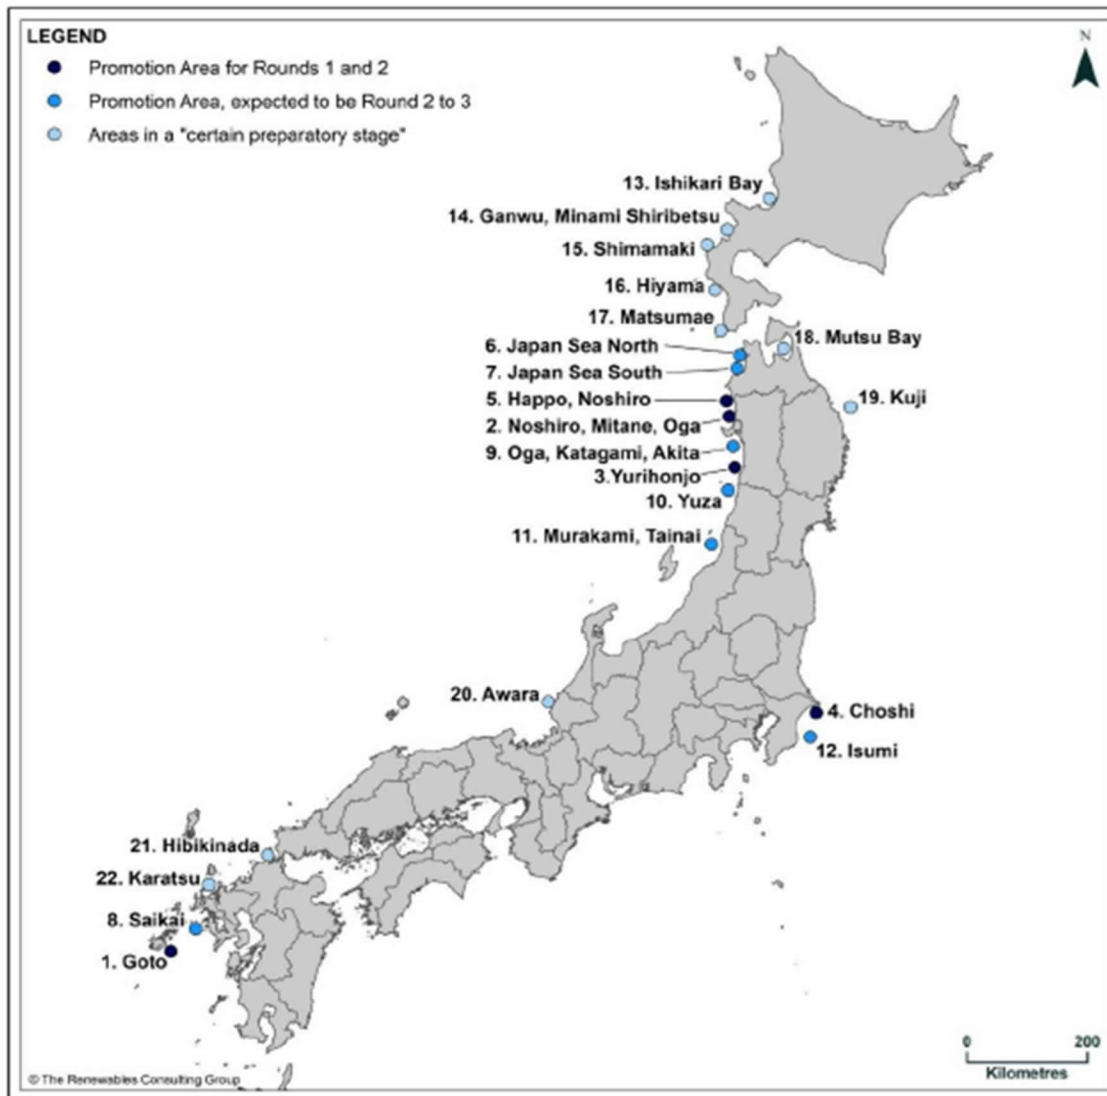 LEGEND
Promotion Area for Rounds 1 and 2
Promotion Area, expected to be Round 2 to 3
Areas in a "certain preparatory stage"
N
13. Ishikari Bay
14. Ganwu, Minami Shiribetsu
15. Shimamaki
16. Hiyama
17. Matsumae
18. Mutsu Bay
6. Japan Sea North
7. Japan Sea South
5. Happo, Noshiro
19. Kuji
2. Noshiro, Mitane, Oga
9. Oga, Katagami, Akita
3.Yurihonjo
10. Yuza
11. Murakami, Tainai
20. Awara
4. Choshi
12. Isumi
21. Hibikinada
22. Karatsu
8. Saikai
1. Goto
0 200
Kilometres
© The Renewables Consulting Group